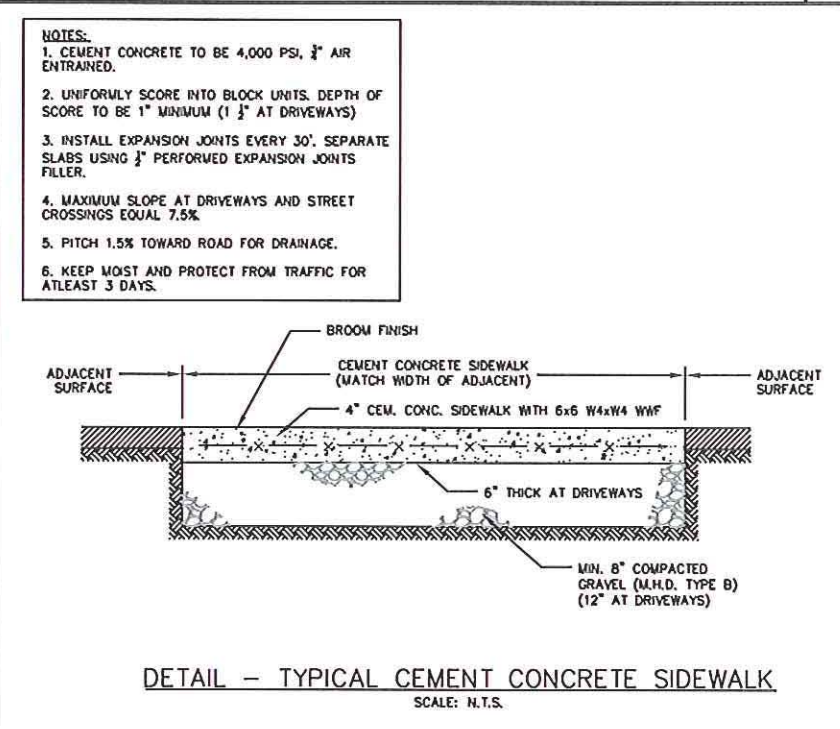 NOTES:
1. CEMENT CONCRETE TO BE 4,000 PSI, ¾" AIR
ENTRAINED.
2. UNIFORMLY SCORE INTO BLOCK UNITS. DEPTH OF
SCORE TO BE 1" MINIMUM (1 ½" AT DRIVEWAYS)
3. INSTALL EXPANSION JOINTS EVERY 30'. SEPARATE
SLABS USING ½" PERFORMED EXPANSION JOINTS
FILLER.
4. MAXIMUM SLOPE AT DRIVEWAYS AND STREET
CROSSINGS EQUAL 7.5%
5. PITCH 1.5% TOWARD ROAD FOR DRAINAGE.
6. KEEP MOIST AND PROTECT FROM TRAFFIC FOR
ATLEAST 3 DAYS.
BROOM FINISH
ADJACENT
SURFACE
CEMENT CONCRETE SIDEWALK
(MATCH WIDTH OF ADJACENT)
ADJACENT
SURFACE
4" CEM. CONC. SIDEWALK WITH 6x6 W4xW4 WWF
6" THICK AT DRIVEWAYS
MIN. 8" COMPACTED
GRAVEL (M.H.D. TYPE B)
(12" AT DRIVEWAYS)
DETAIL – TYPICAL CEMENT CONCRETE SIDEWALK
SCALE: N.T.S.